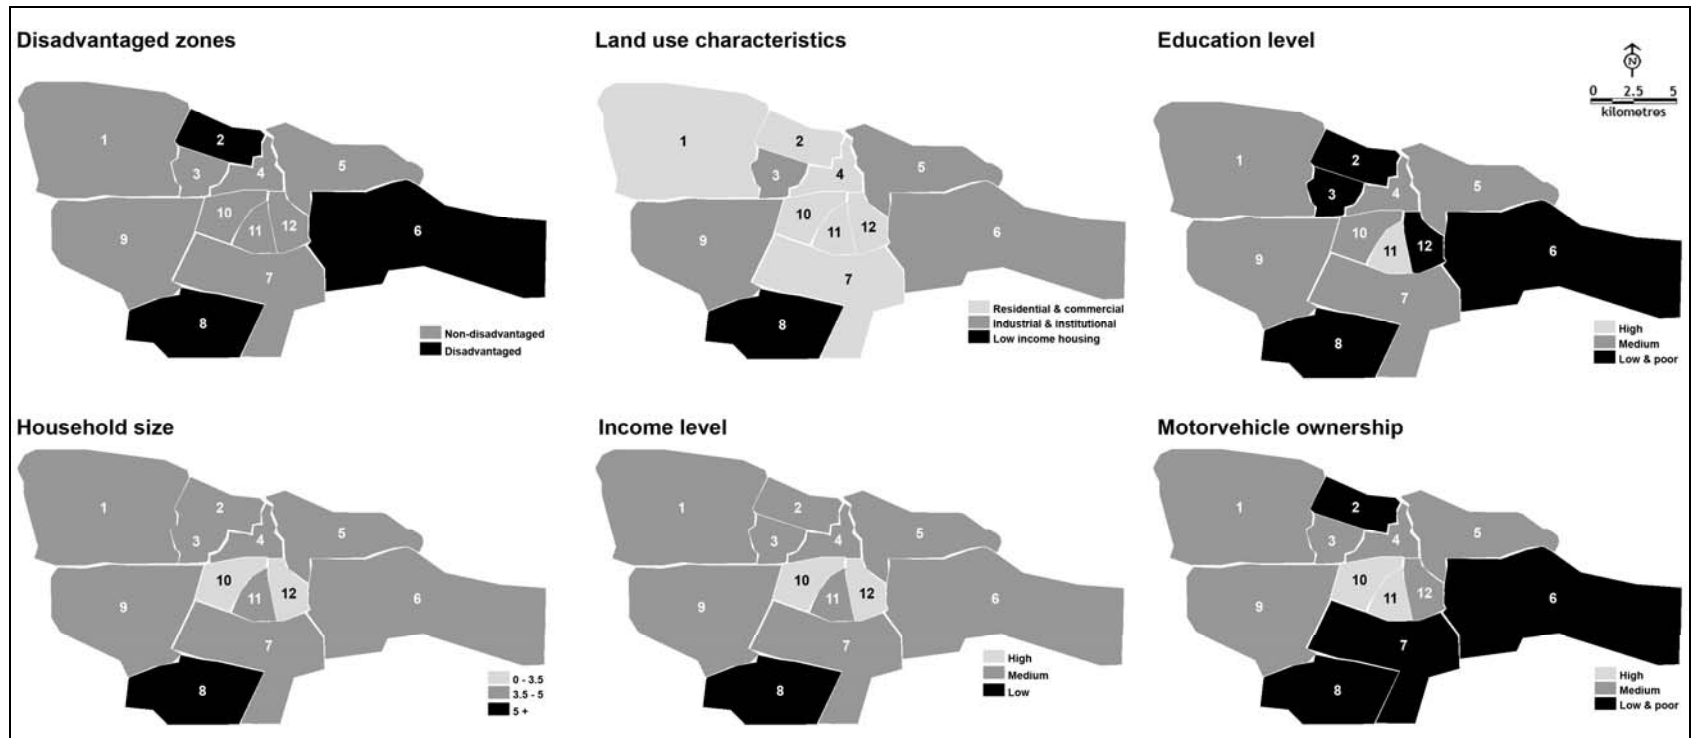 Disadvantaged zones
1
2
3
4
5
6
7
8
9
10
11
12
Non-disadvantaged
Disadvantaged
Land use characteristics
1
2
3
4
5
6
7
8
9
10
11
12
Residential & commercial
Industrial & institutional
Low income housing
Education level
N
0 2.5 5
kilometres
1
2
3
4
5
6
7
8
9
10
11
12
High
Medium
Low & poor
Household size
1
2
3
4
5
6
7
8
9
10
11
12
0 - 3.5
3.5 - 5
5 +
Income level
1
2
3
4
5
6
7
8
9
10
11
12
High
Medium
Low
Motorvehicle ownership
1
2
3
4
5
6
7
8
9
10
11
12
High
Medium
Low & poor